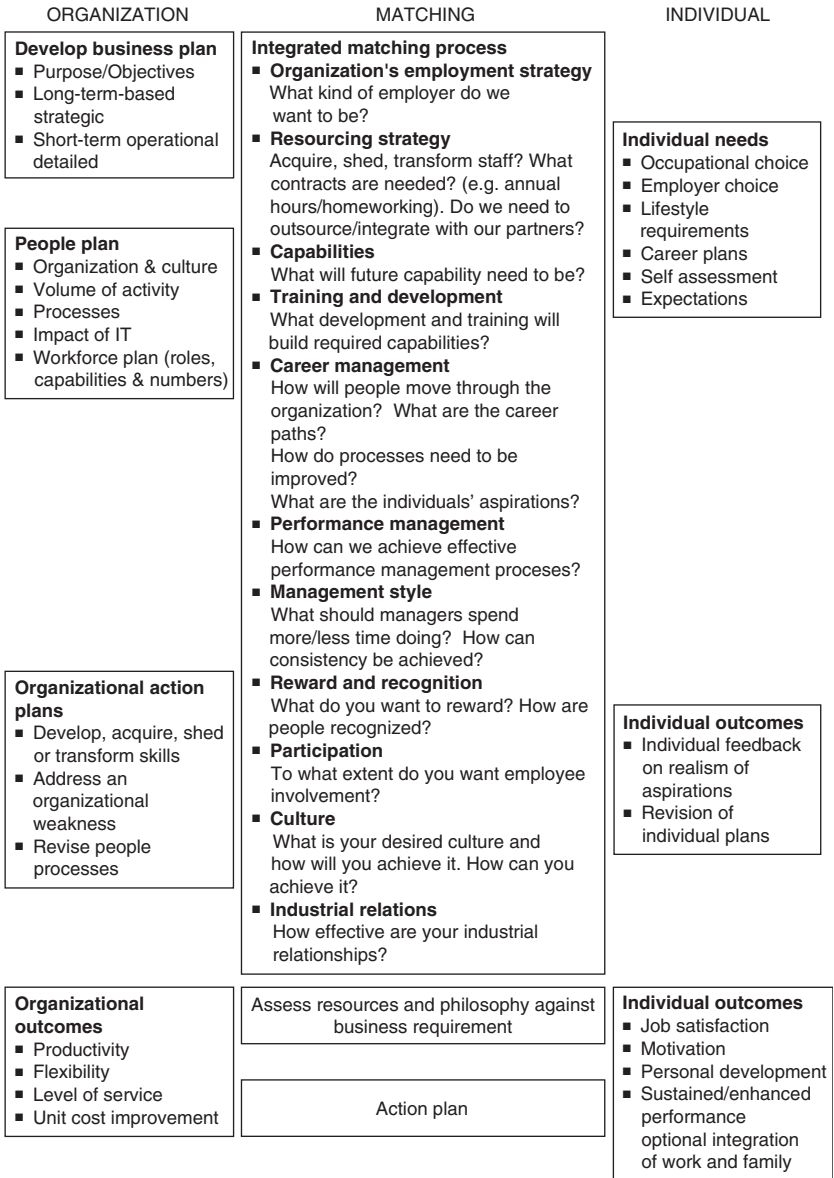 ORGANIZATION
Develop business plan
■ Purpose/Objectives
■ Long-term-based
strategic
■ Short-term operational
detailed
People plan
■ Organization & culture
■ Volume of activity
■ Processes
■ Impact of IT
■ Workforce plan (roles,
capabilities & numbers)
Organizational action
plans
■ Develop, acquire, shed
or transform skills
■ Address an
organizational
weakness
■ Revise people
processes
Organizational
outcomes
■ Productivity
■ Flexibility
■ Level of service
■ Unit cost improvement
MATCHING
Integrated matching process
■ Organization's employment strategy
What kind of employer do we
want to be?
■ Resourcing strategy
Acquire, shed, transform staff? What
contracts are needed? (e.g. annual
hours/homeworking). Do we need to
outsource/integrate with our partners?
■ Capabilities
What will future capability need to be?
■ Training and development
What development and training will
build required capabilities?
■ Career management
How will people move through the
organization? What are the career
paths?
How do processes need to be
improved?
What are the individuals' aspirations?
■ Performance management
How can we achieve effective
performance management proceses?
■ Management style
What should managers spend
more/less time doing? How can
consistency be achieved?
■ Reward and recognition
What do you want to reward? How are
people recognized?
■ Participation
To what extent do you want employee
involvement?
■ Culture
What is your desired culture and
how will you achieve it. How can you
achieve it?
■ Industrial relations
How effective are your industrial
relationships?
Assess resources and philosophy against
business requirement
Action plan
INDIVIDUAL
Individual needs
■ Occupational choice
■ Employer choice
■ Lifestyle
requirements
■ Career plans
■ Self assessment
■ Expectations
Individual outcomes
■ Individual feedback
on realism of
aspirations
■ Revision of
individual plans
Individual outcomes
■ Job satisfaction
■ Motivation
■ Personal development
■ Sustained/enhanced
performance
optional integration
of work and family